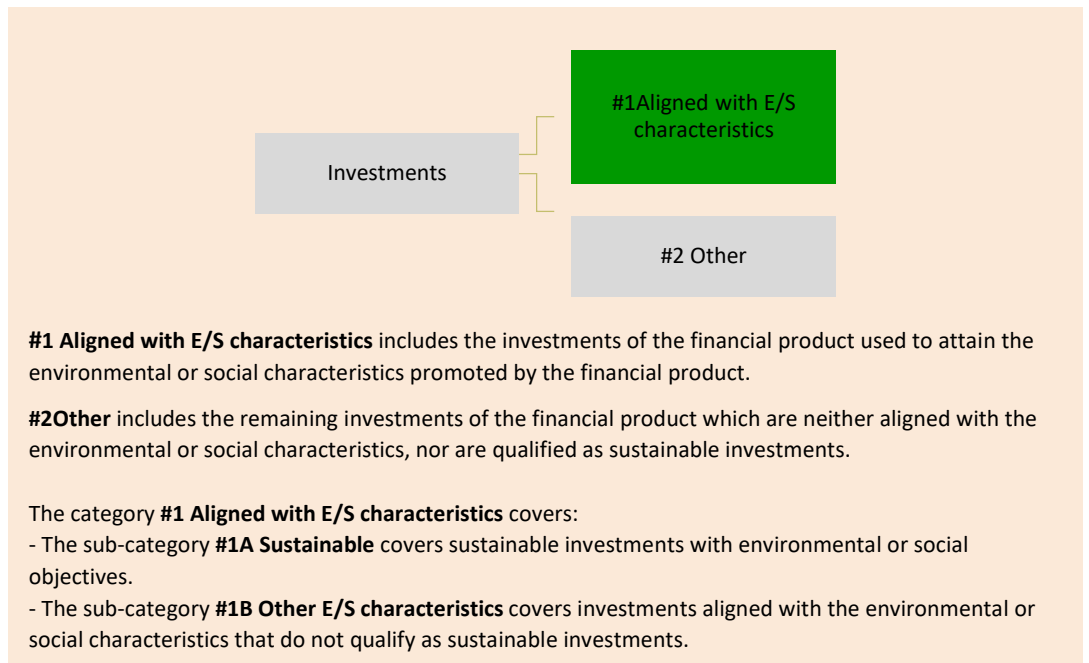 #1Aligned with E/S
characteristics
Investments
#2 Other
#1 Aligned with E/S characteristics includes the investments of the financial product used to attain the
environmental or social characteristics promoted by the financial product.
#2Other includes the remaining investments of the financial product which are neither aligned with the
environmental or social characteristics, nor are qualified as sustainable investments.
The category #1 Aligned with E/S characteristics covers:
- The sub-category #1A Sustainable covers sustainable investments with environmental or social
objectives.
- The sub-category #1B Other E/S characteristics covers investments aligned with the environmental or
social characteristics that do not qualify as sustainable investments.